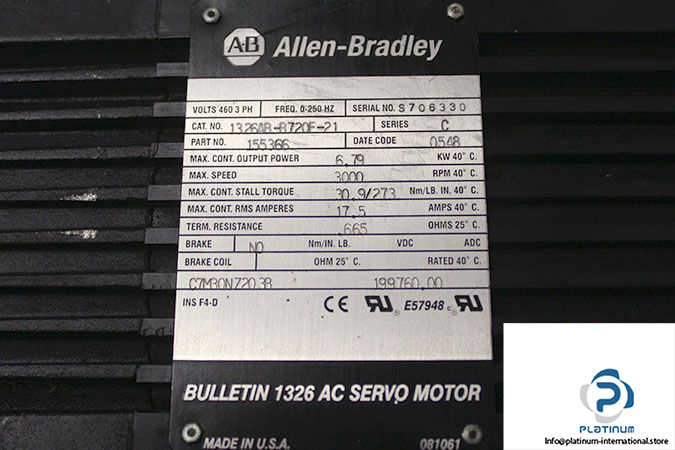 AB Allen-Bradley
VOLTS 460 3 PH FREQ. 0-250 HZ SERIAL NO. S706330
CAT. NO. 1326AB-B720E-21 SERIES C
PART NO. 155366 DATE CODE 0548
MAX. CONT. OUTPUT POWER 6.79 KW 40° C.
MAX. SPEED 3000 RPM 40° C.
MAX. CONT. STALL TORQUE 30.9/273 Nm/LB. IN. 40° C.
MAX. CONT. RMS AMPERES 17.5 AMPS 40° C.
TERM. RESISTANCE .665 OHMS 25° C.
BRAKE NO Nm/IN. LB. VDC ADC
BRAKE COIL OHM 25° C. RATED 40° C.
C7M30NZ20.3B 199760.00
INS F4-D CE RU E57948 c RU
BULLETIN 1326 AC SERVO MOTOR
MADE IN U.S.A. 081061
PLATINUM
Info@platinum-international.store